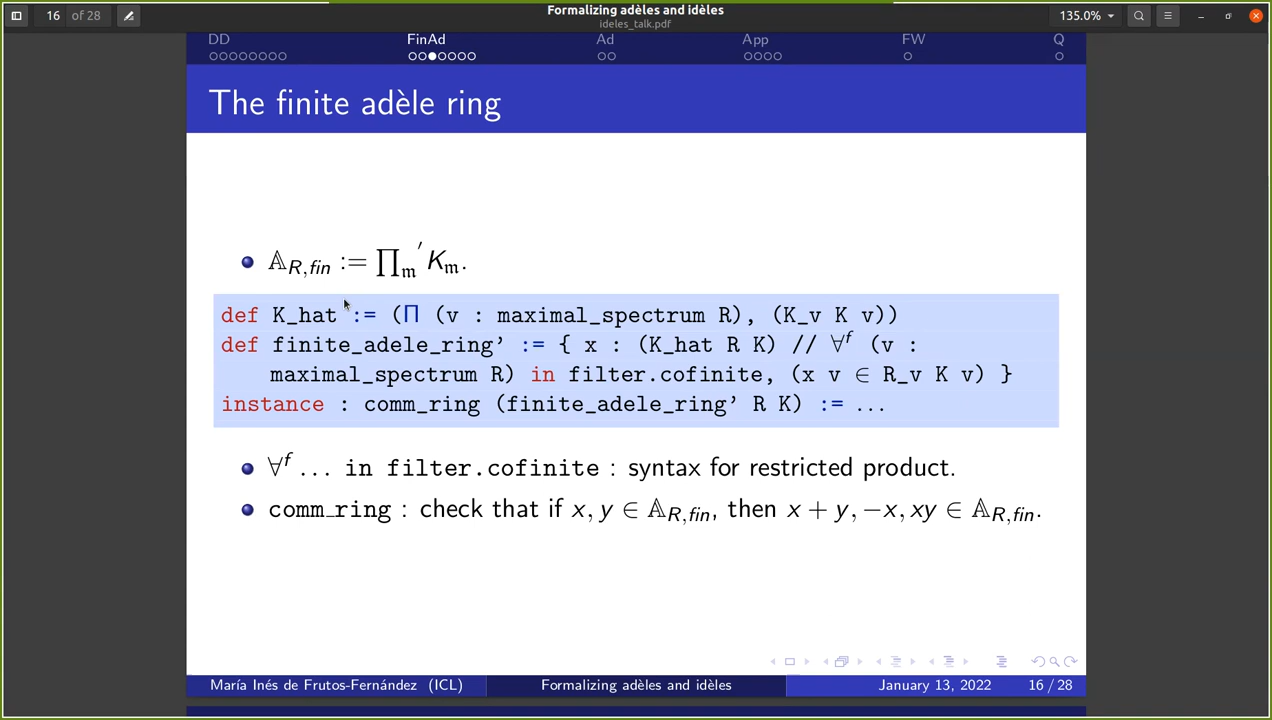 16 of 28
Formalizing adèles and idèles
ideles_talk.pdf
135.0%
DD FinAd Ad App FW Q
The finite adèle ring
𝔸_{R,fin} := ∏_𝔪′ K_𝔪.
def K_hat := (Π (v : maximal_spectrum R), (K_v K v))
def finite_adele_ring' := { x : (K_hat R K) // ∀ᶠ (v :
maximal_spectrum R) in filter.cofinite, (x v ∈ R_v K v) }
instance : comm_ring (finite_adele_ring' R K) := ...
∀ᶠ ... in filter.cofinite : syntax for restricted product.
comm_ring : check that if x, y ∈ 𝔸_{R,fin}, then x + y, −x, xy ∈ 𝔸_{R,fin}.
María Inés de Frutos-Fernández (ICL) Formalizing adèles and idèles January 13, 2022 16 / 28